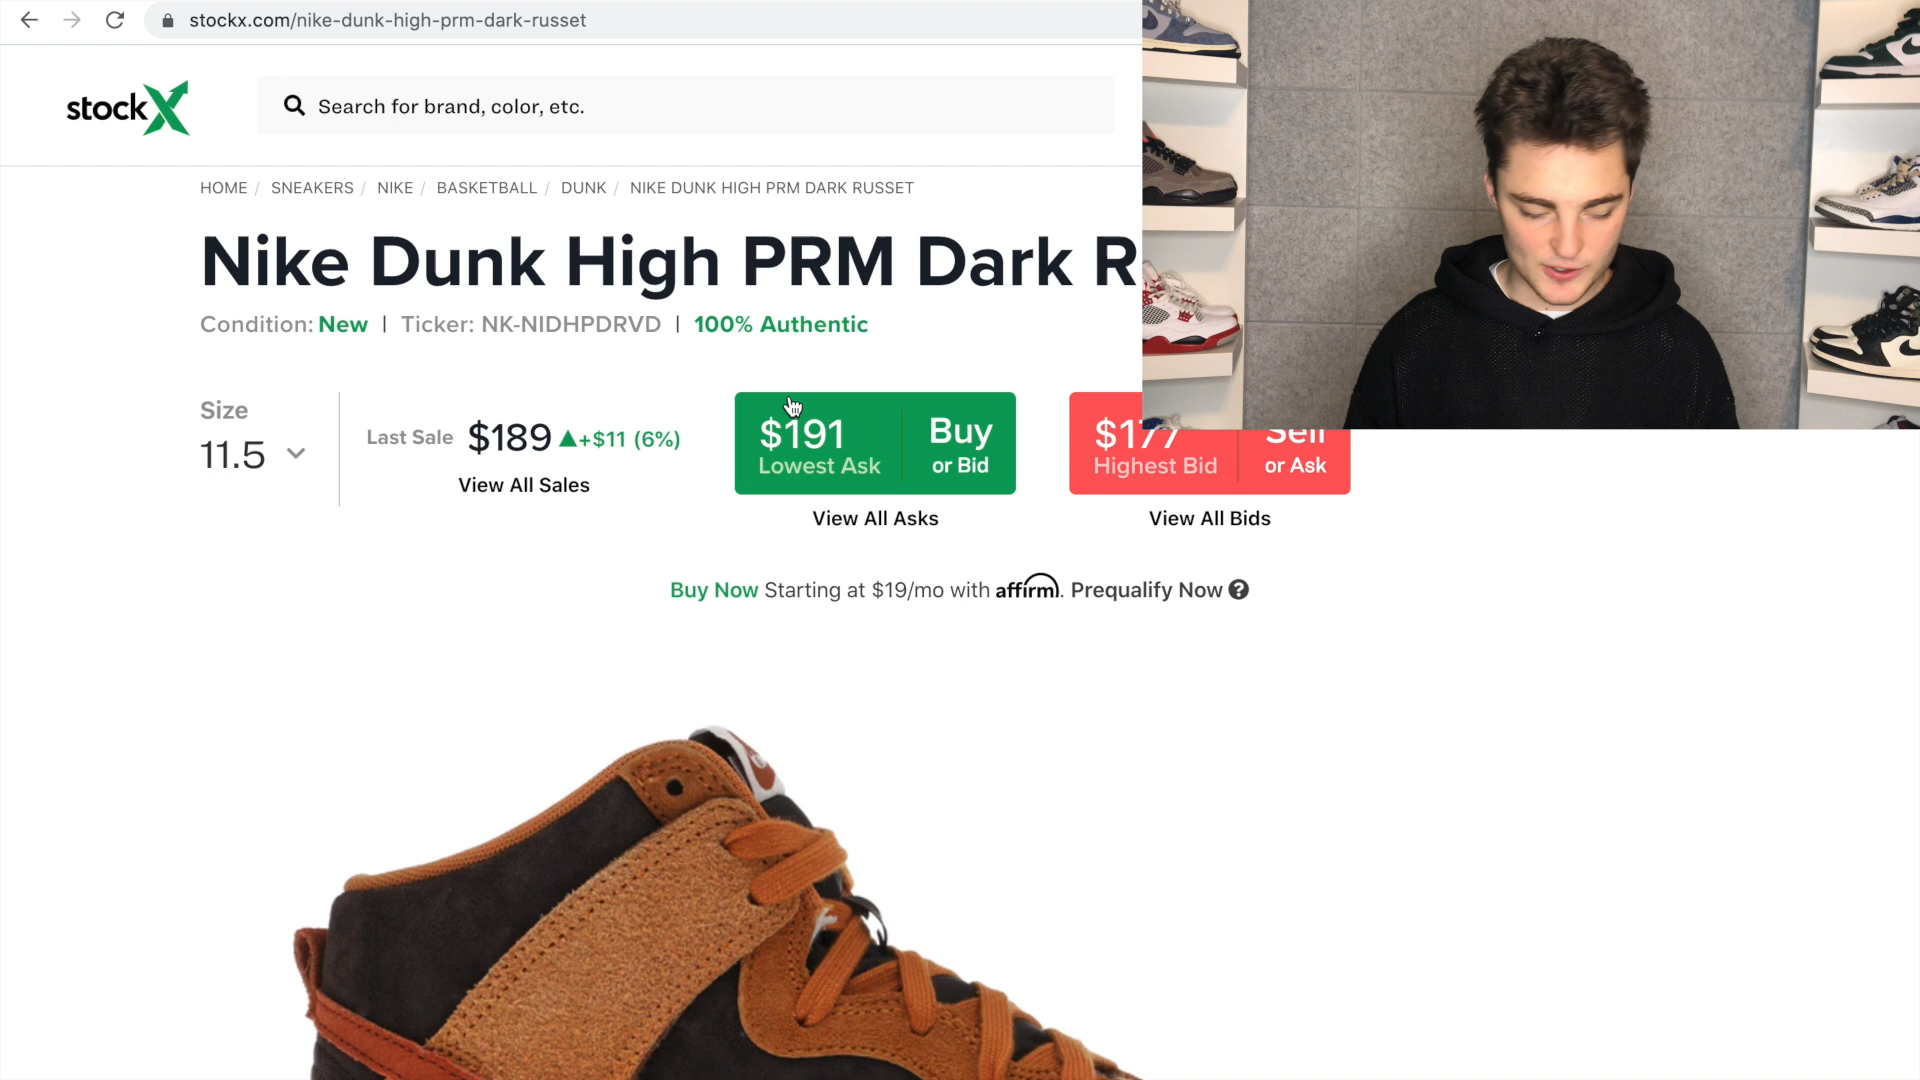 stockx.com/nike-dunk-high-prm-dark-russet
stockX
Search for brand, color, etc.
HOME / SNEAKERS / NIKE / BASKETBALL / DUNK / NIKE DUNK HIGH PRM DARK RUSSET
Nike Dunk High PRM Dark R
Condition: New | Ticker: NK-NIDHPDRVD | 100% Authentic
Size
11.5
Last Sale $189 ▲+$11 (6%)
View All Sales
$191
Lowest Ask
Buy
or Bid
View All Asks
$177
Highest Bid
Sell
or Ask
View All Bids
Buy Now Starting at $19/mo with affirm. Prequalify Now ?